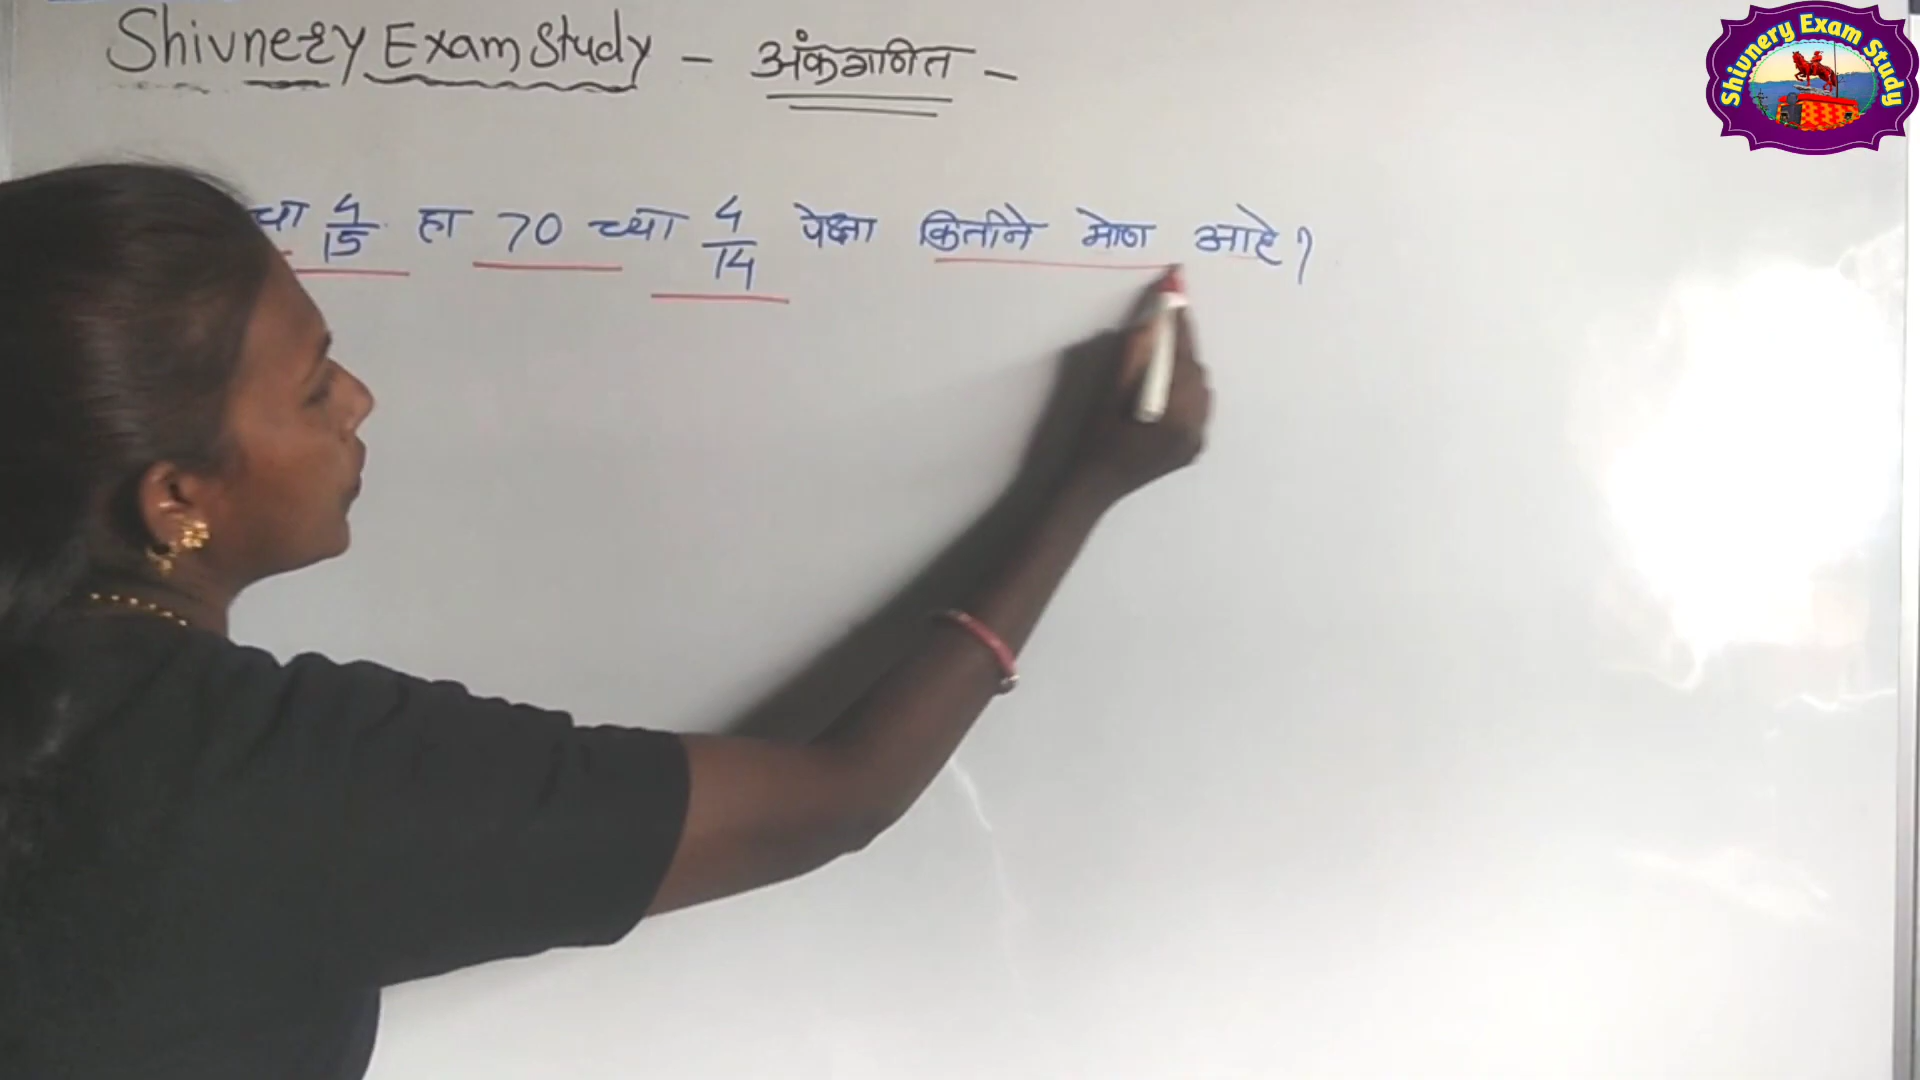 Shivnery Exam Study - अंकगणित -
Shivnery Exam Study
च्या 4/15 हा 70 च्या 4/14 पेक्षा कितीने मोठा आहे?